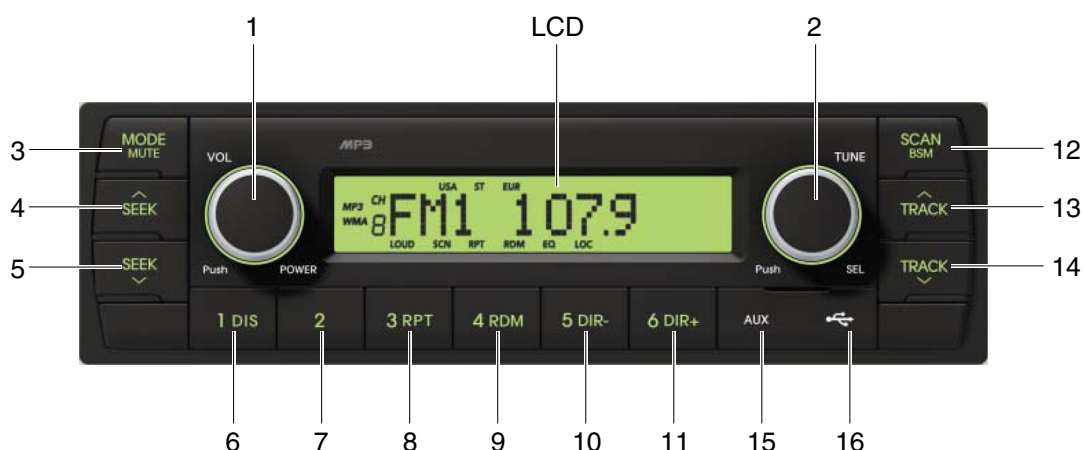 1 LCD 2
3 MODE MUTE
VOL
MP3
TUNE
SCAN BSM 12
4 SEEK
USA ST EUR
MP3 WMA CH 8 FM1 107.9
LOUD SCN RPT RDM EQ LOC
TRACK 13
5 SEEK
Push POWER
Push SEL
TRACK 14
1 DIS 2 3 RPT 4 RDM 5 DIR- 6 DIR+ AUX
6 7 8 9 10 11 15 16